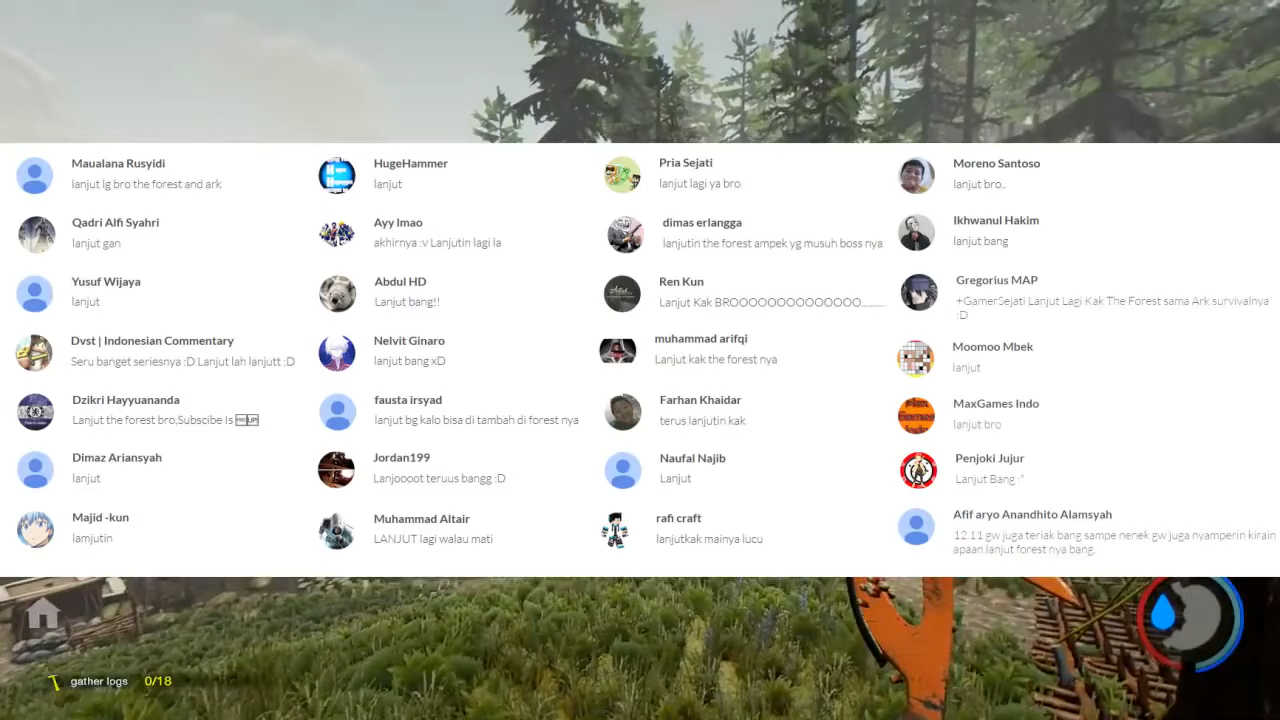 Maualana Rusyidi
lanjut lg bro the forest and ark
Qadri Alfi Syahri
lanjut gan
Yusuf Wijaya
lanjut
Dvst | Indonesian Commentary
Seru banget seriesnya :D Lanjut lah lanjutt :D
Dzikri Hayyuananda
Lanjut the forest bro,Subscibe Is
Dimaz Ariansyah
lanjut
Majid -kun
lamjutin
HugeHammer
lanjut
Ayy lmao
akhirnya :v Lanjutin lagi la
Abdul HD
Lanjut bang!!
Nelvit Ginaro
lanjut bang xD
fausta irsyad
lanjut bg kalo bisa di tambah di forest nya
Jordan199
Lanjoooot teruus bangg :D
Muhammad Altair
LANJUT lagi walau mati
Pria Sejati
lanjut lagi ya bro
dimas erlangga
lanjutin the forest ampek yg musuh boss nya
Ren Kun
Lanjut Kak BROOOOOOOOOOOOOO............
muhammad arifqi
Lanjut kak the forest nya
Farhan Khaidar
terus lanjutin kak
Naufal Najib
Lanjut
rafi craft
lanjutkak mainya lucu
Moreno Santoso
lanjut bro..
Ikhwanul Hakim
lanjut bang
Gregorius MAP
+GamerSejati Lanjut Lagi Kak The Forest sama Ark survivalnya
:D
Moomoo Mbek
lanjut
MaxGames Indo
lanjut bro
Penjoki Jujur
Lanjut Bang :*
Afif aryo Anandhito Alamsyah
12.11 gw juga teriak bang sampe nenek gw juga nyamperin kirain
apaan.lanjut forest nya bang.
gather logs 0/18